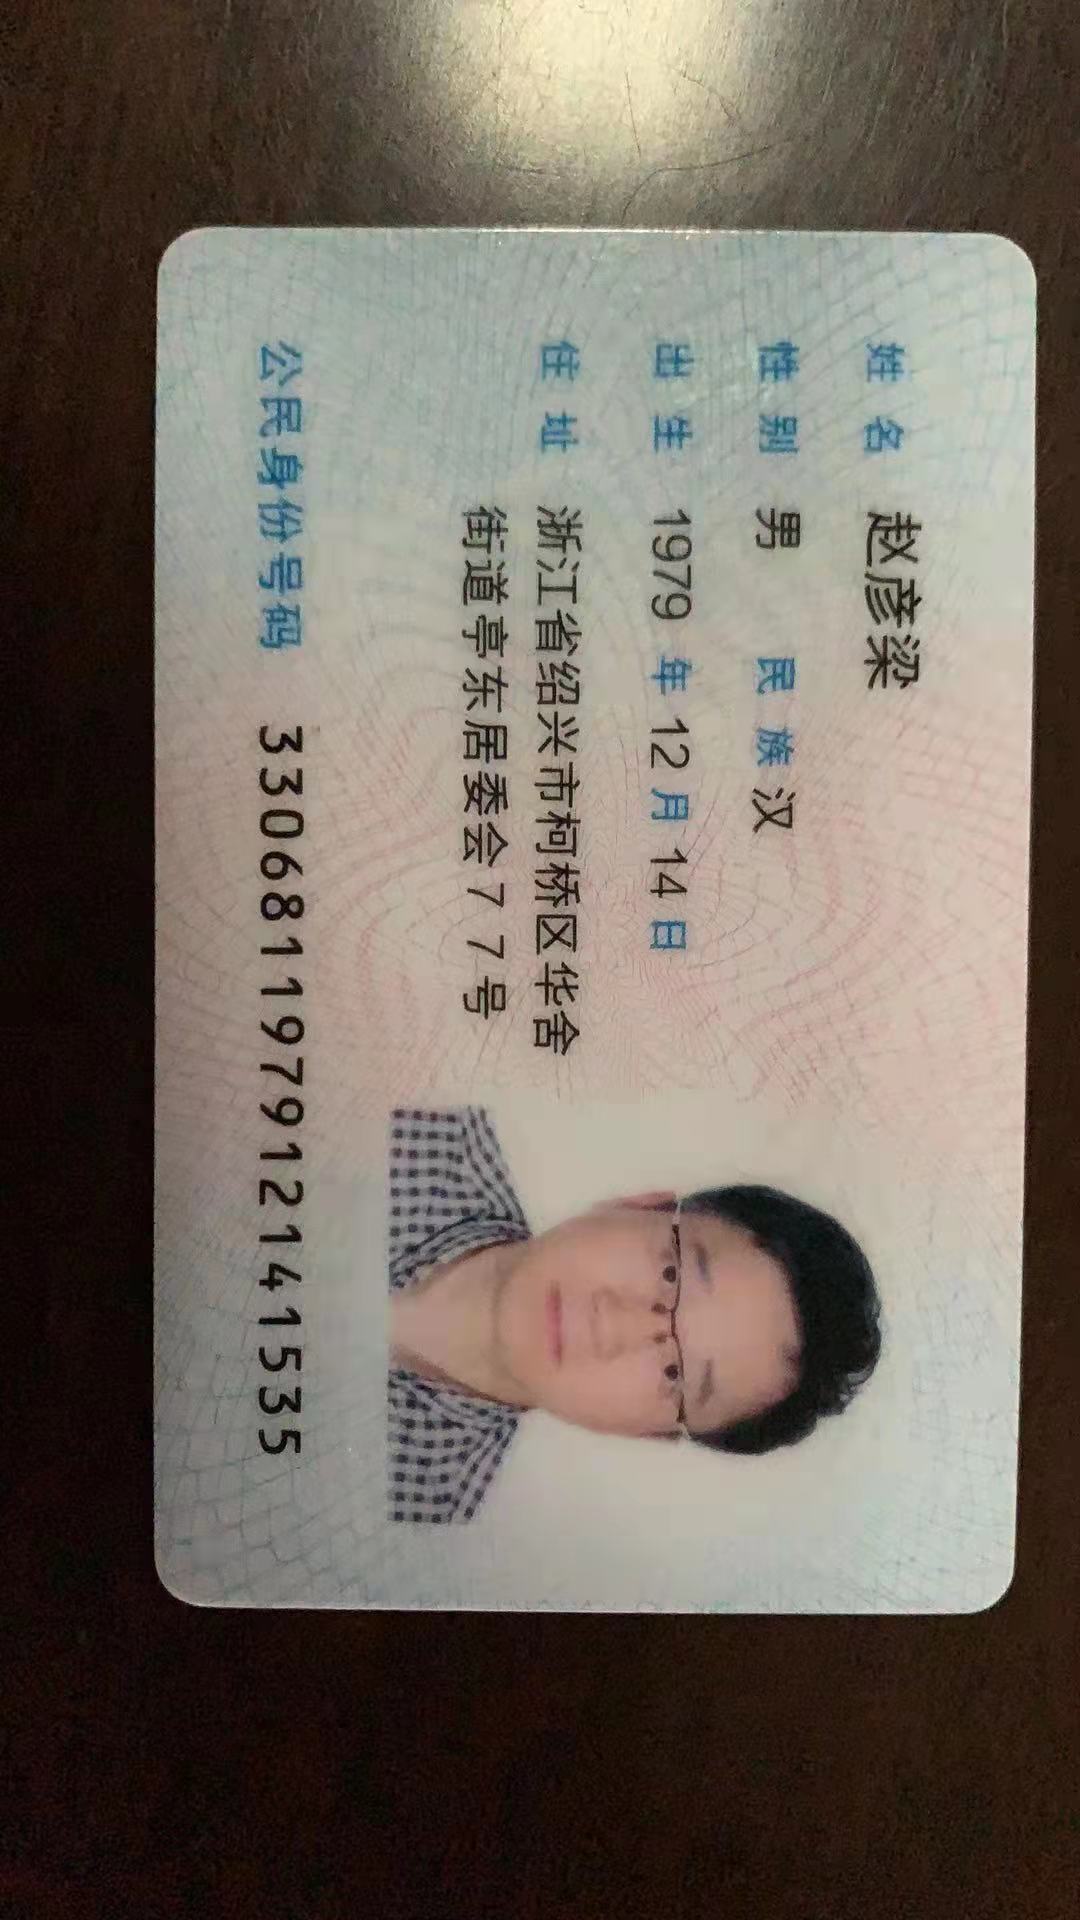 姓名 赵彦梁
性别 男 民族 汉
出生 1979 年 12 月 14 日
住址 浙江省绍兴市柯桥区华舍
街道亭东居委会77号
公民身份号码 330681197912141535